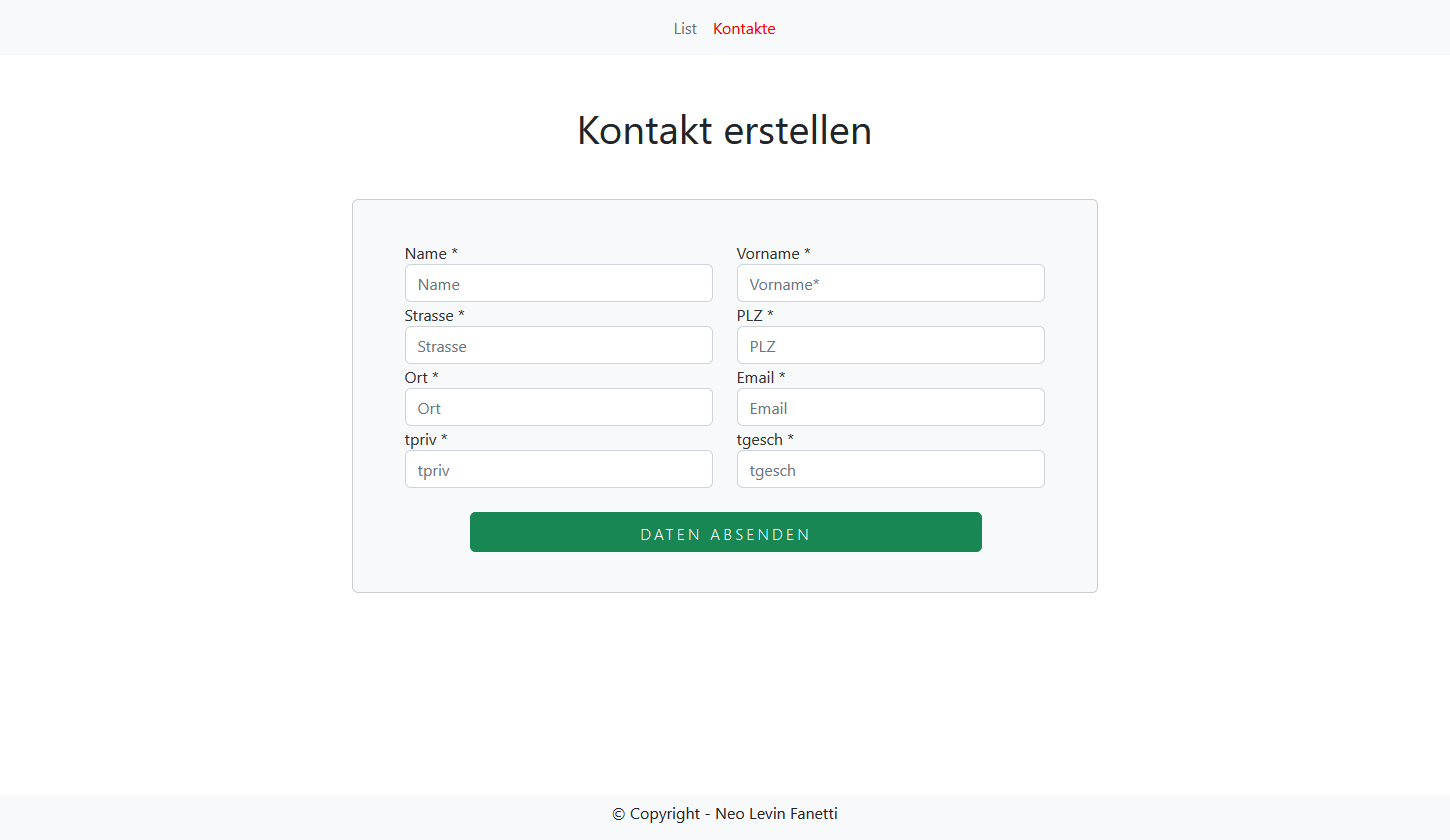 List Kontakte
Kontakt erstellen
Name * Vorname *
Name Vorname*
Strasse * PLZ *
Strasse PLZ
Ort * Email *
Ort Email
tpriv * tgesch *
tpriv tgesch
DATEN ABSENDEN
© Copyright - Neo Levin Fanetti